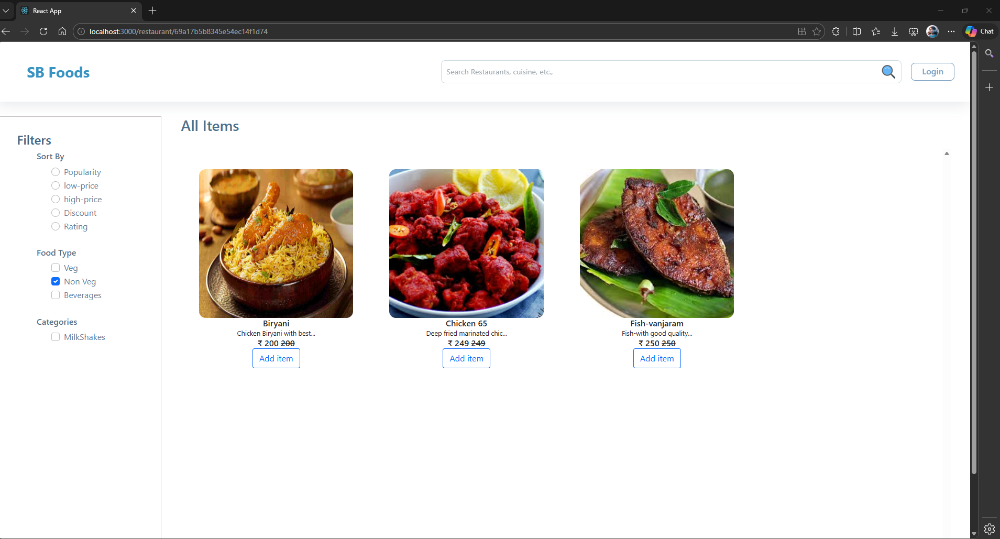 React App
localhost:3000/restaurant/69a17b5b8345e54ec14f1d74
Chat
SB Foods
Search Restaurants, cuisine, etc.,
Login
All Items
Filters
Sort By
Popularity
low-price
high-price
Discount
Rating
Food Type
Veg
Non Veg
Beverages
Categories
MilkShakes
Biryani
Chicken Biryani with best...
₹ 200 200
Add item
Chicken 65
Deep fried marinated chic...
₹ 249 249
Add item
Fish-vanjaram
Fish-with good quality...
₹ 250 250
Add item